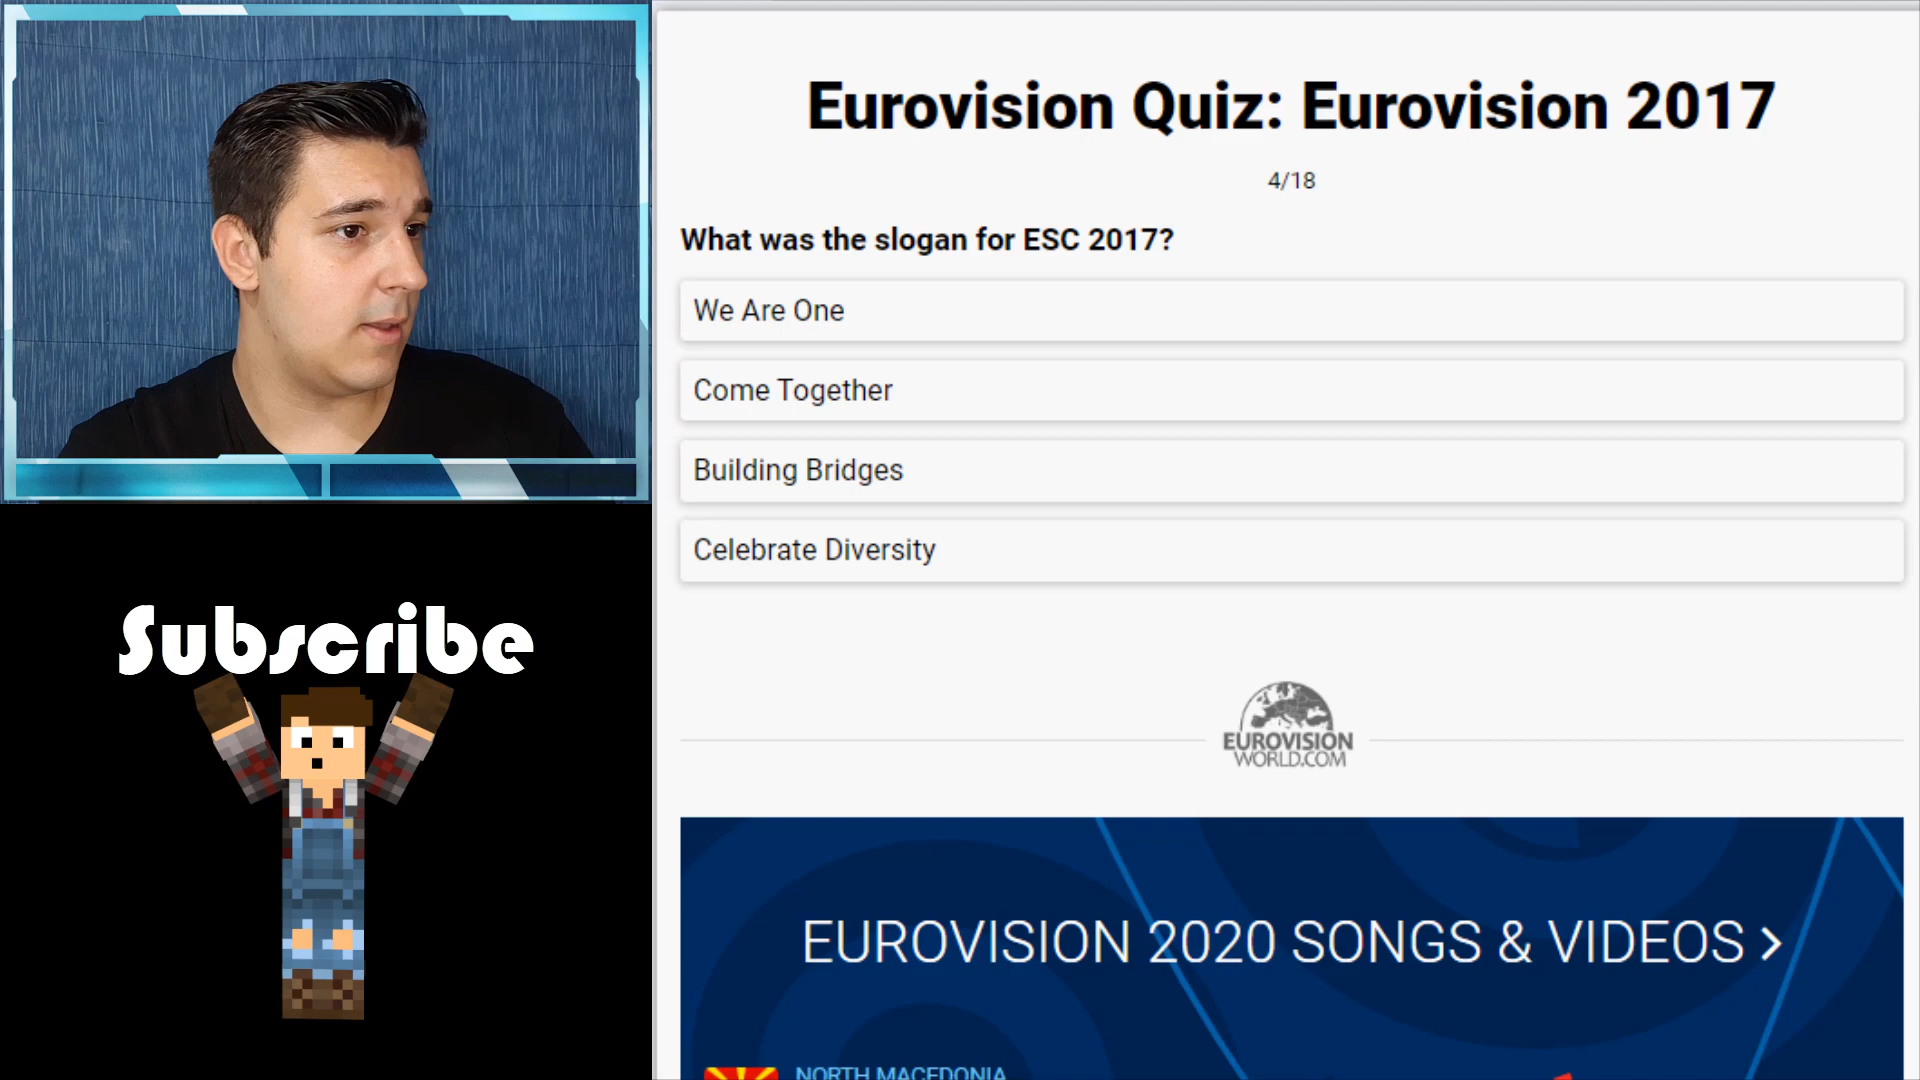 Eurovision Quiz: Eurovision 2017
4/18
What was the slogan for ESC 2017?
We Are One
Come Together
Building Bridges
Celebrate Diversity
Subscribe
EUROVISION
WORLD.COM
EUROVISION 2020 SONGS & VIDEOS >
NORTH MACEDONIA